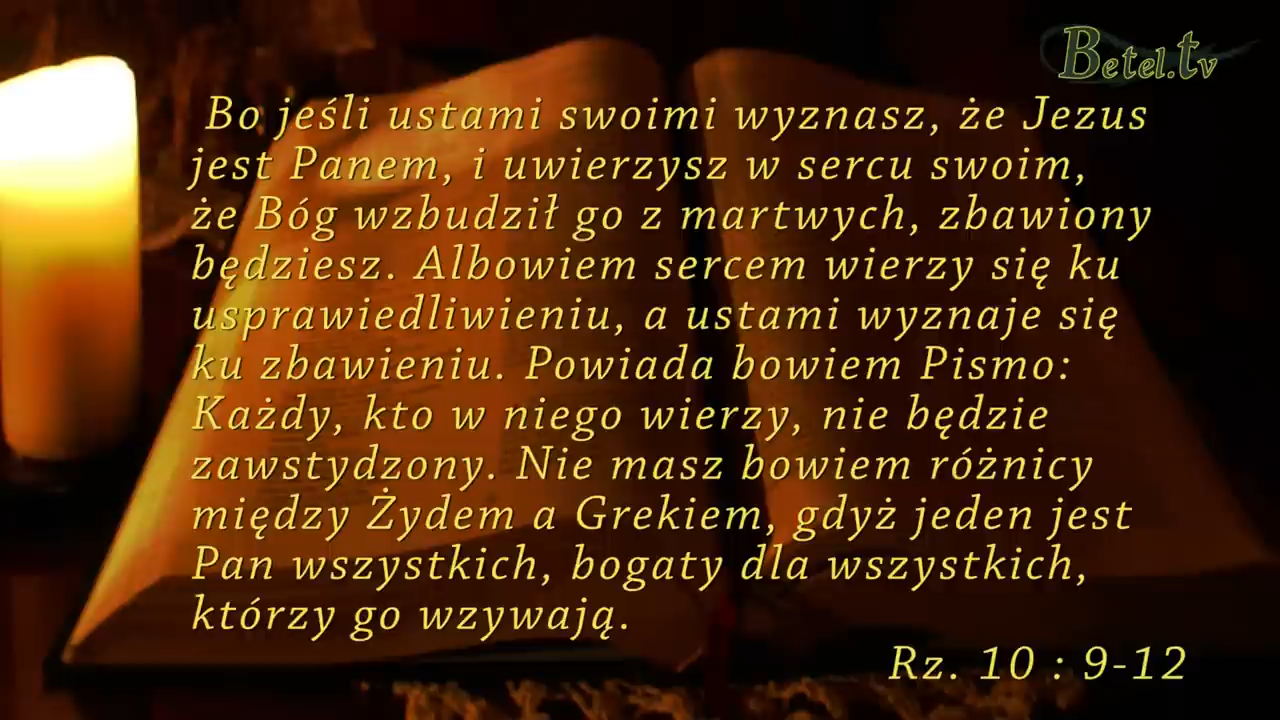 Betel.tv
Bo jeśli ustami swoimi wyznasz, że Jezus
jest Panem, i uwierzysz w sercu swoim,
że Bóg wzbudził go z martwych, zbawiony
będziesz. Albowiem sercem wierzy się ku
usprawiedliwieniu, a ustami wyznaje się
ku zbawieniu. Powiada bowiem Pismo:
Każdy, kto w niego wierzy, nie będzie
zawstydzony. Nie masz bowiem różnicy
między Żydem a Grekiem, gdyż jeden jest
Pan wszystkich, bogaty dla wszystkich,
którzy go wzywają.
Rz. 10 : 9-12